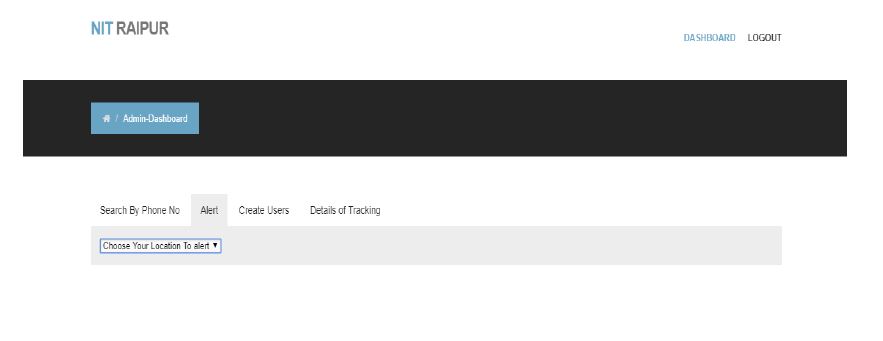 NIT RAIPUR
DASHBOARD LOGOUT
/ Admin-Dashboard
Search By Phone No Alert Create Users Details of Tracking
Choose Your Location To alert